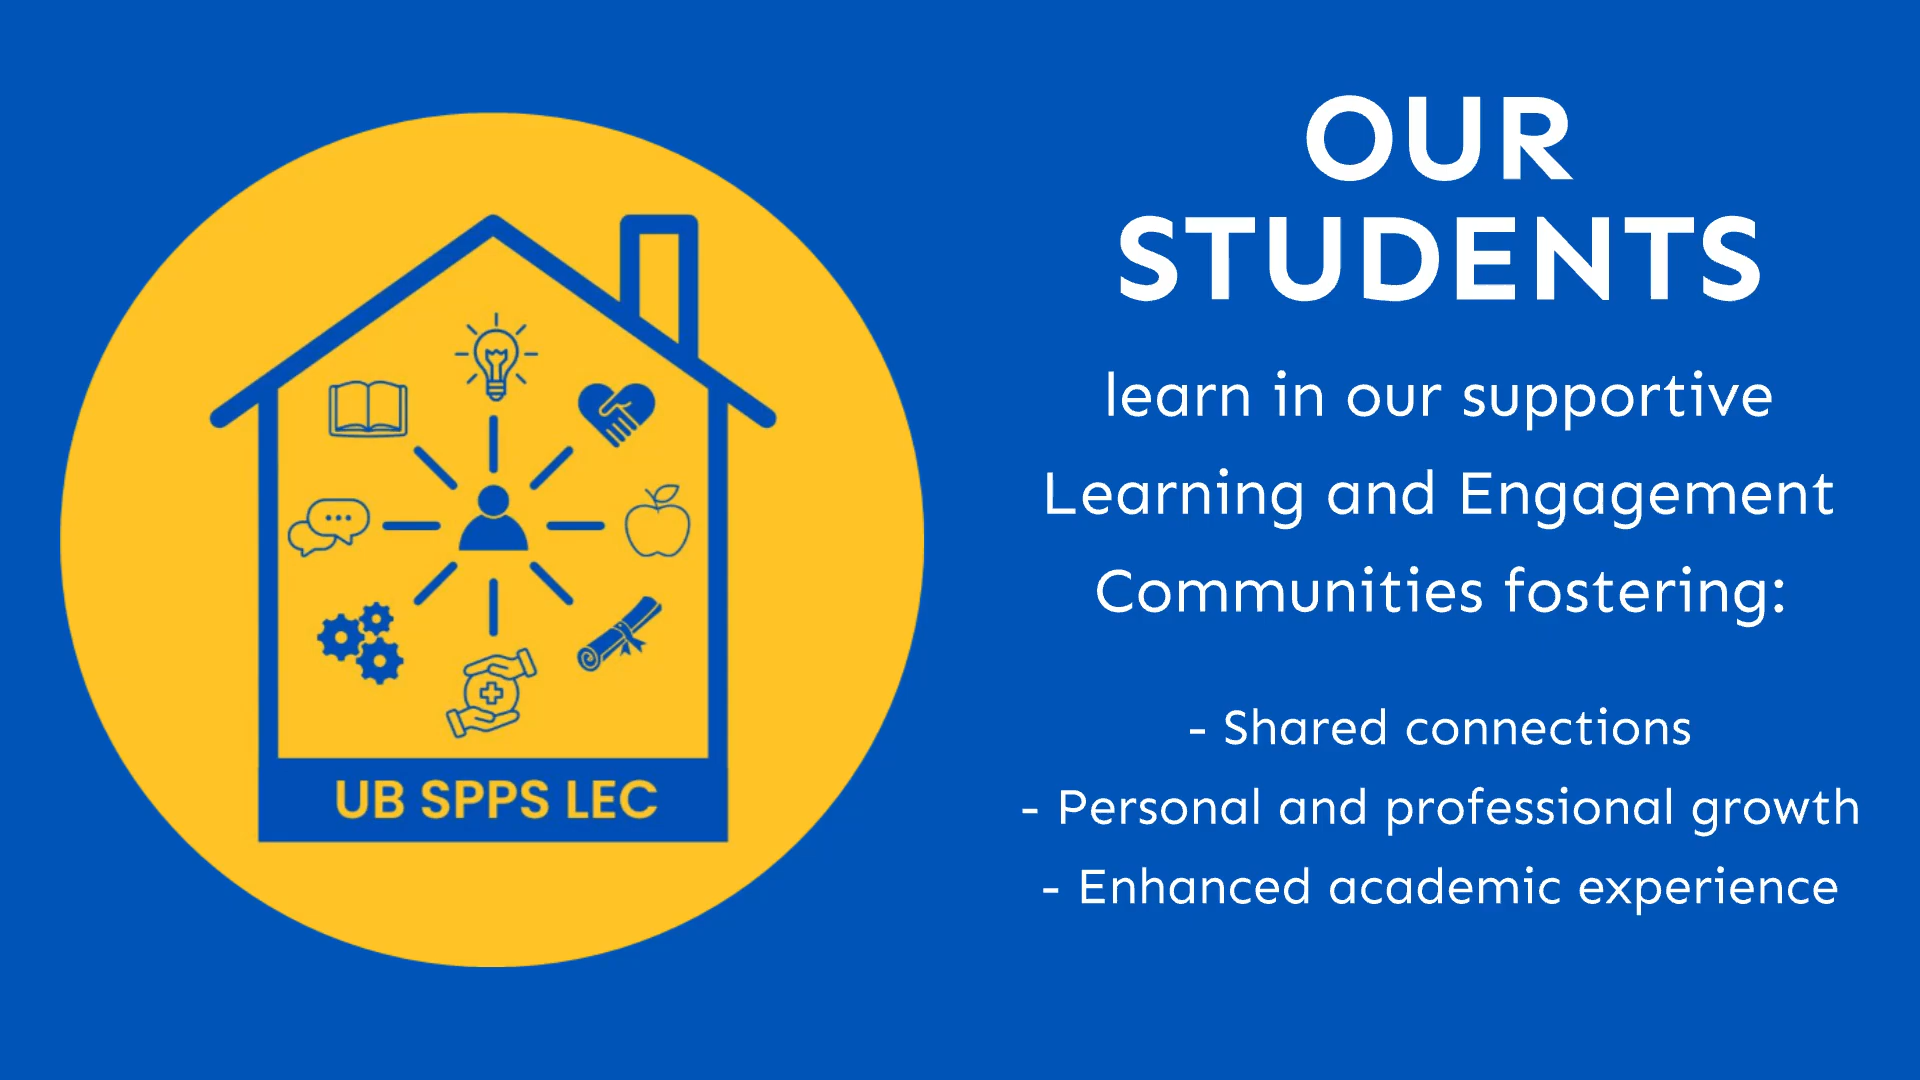 UB SPPS LEC
OUR
STUDENTS
learn in our supportive
Learning and Engagement
Communities fostering:
- Shared connections
- Personal and professional growth
- Enhanced academic experience